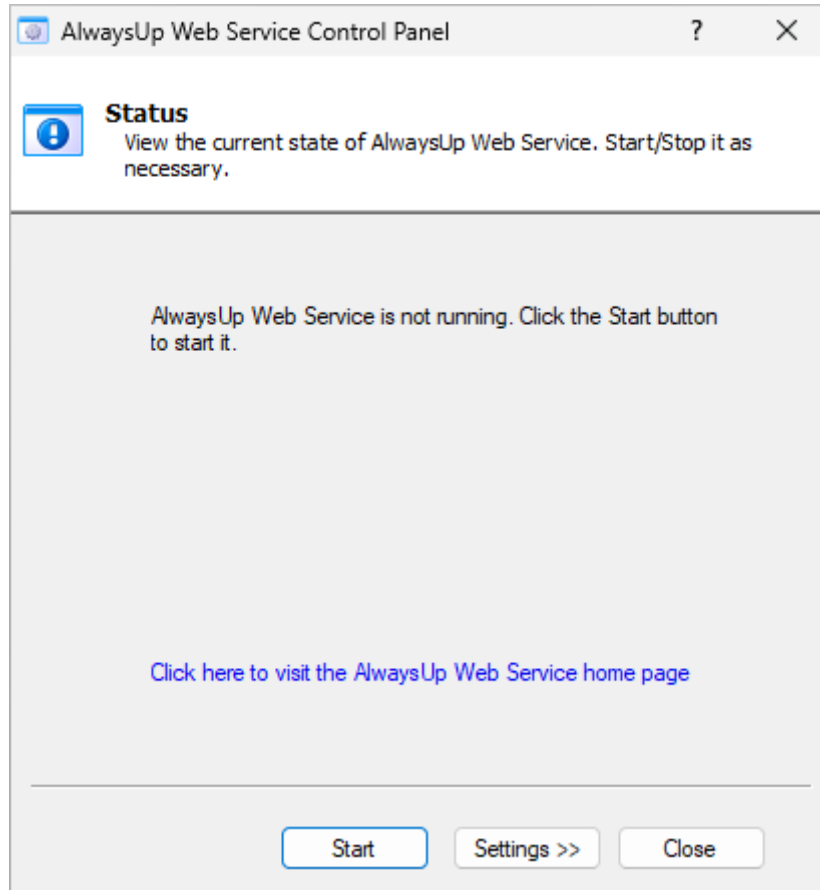 AlwaysUp Web Service Control Panel ?
Status
View the current state of AlwaysUp Web Service. Start/Stop it as
necessary.
AlwaysUp Web Service is not running. Click the Start button
to start it.
Click here to visit the AlwaysUp Web Service home page
Start Settings >> Close